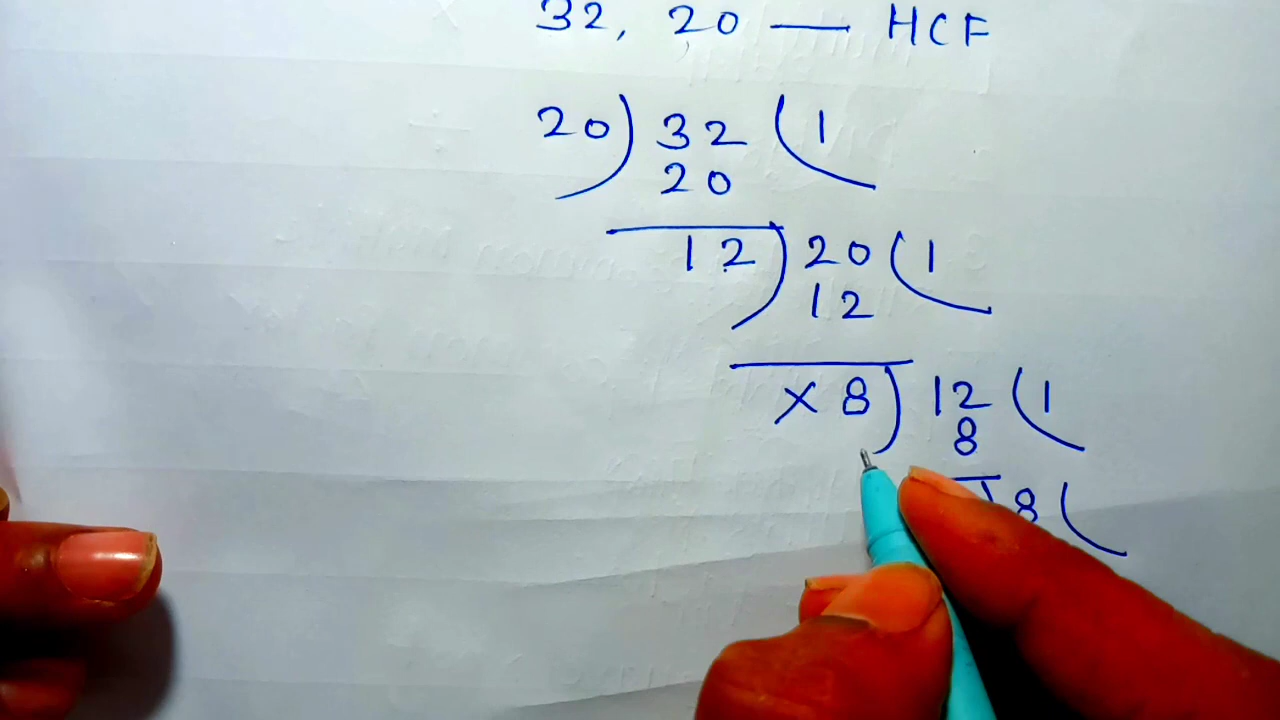 32, 20 — HCF
20) 32 ( 1
20
12) 20 ( 1
12
× 8) 12 ( 1
8
8 (